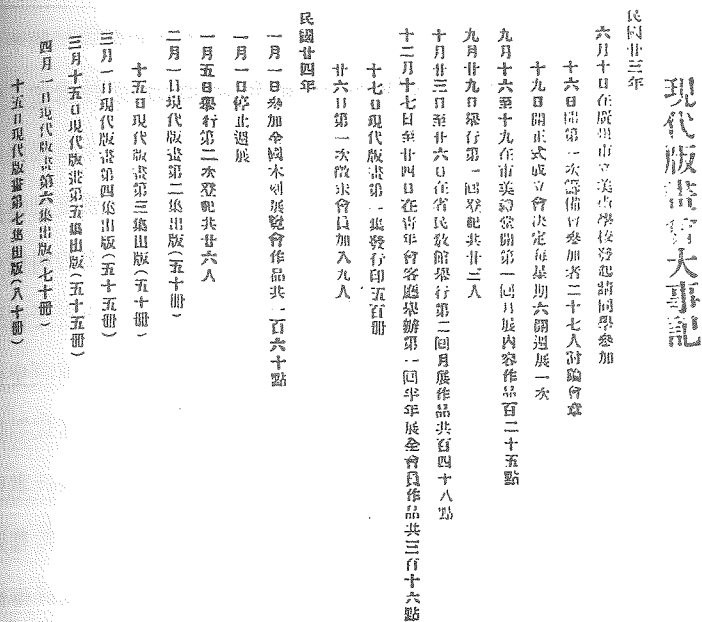 現代版畫會大事記
民國廿三年
六月十日在廣州市立美術學校發起請同學參加
十六日開第一次籌備會參加者二十七人討論會章
十九日開正式成立會決定每星期六開週展一次
九月十六至十九在市美禮堂開第一回月展內容作品百二十五點
九月廿九日舉行第一回登記共廿三人
十月廿三日至廿六日在省民教館舉行第二回月展作品共百四十八點
十二月十七日至廿四日在青年會客廳舉辦第一回半年展全會員作品共三百十六點
十七日現代版畫第一集發行印五百冊
廿六日第一次徵求會員加入九人
民國廿四年
一月一日參加全國木刻展覽會作品共一百六十點
一月一日停止週展
一月五日舉行第二次登記共廿六人
二月一日現代版畫第二集出版(五十冊)
十五日現代版畫第三集出版(五十冊)
三月一日現代版畫第四集出版(五十五冊)
三月十五日現代版畫第五集出版(五十五冊)
四月一日現代版畫第六集出版(七十冊)
十五日現代版畫第七集出版(八十冊)